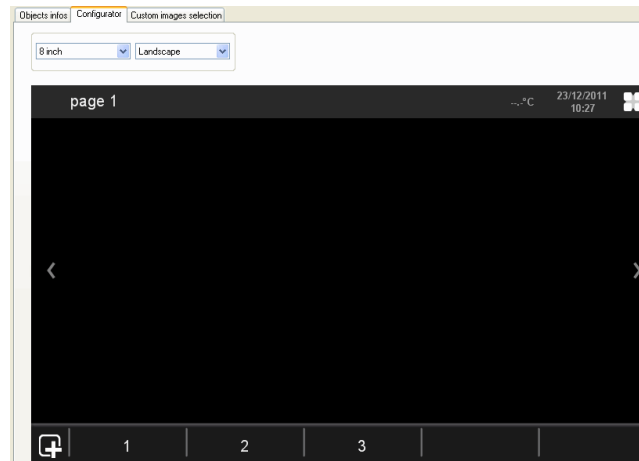 Objects infos Configurator Custom images selection
8 inch Landscape
page 1 --.-°C 23/12/2011
10:27
1 2 3